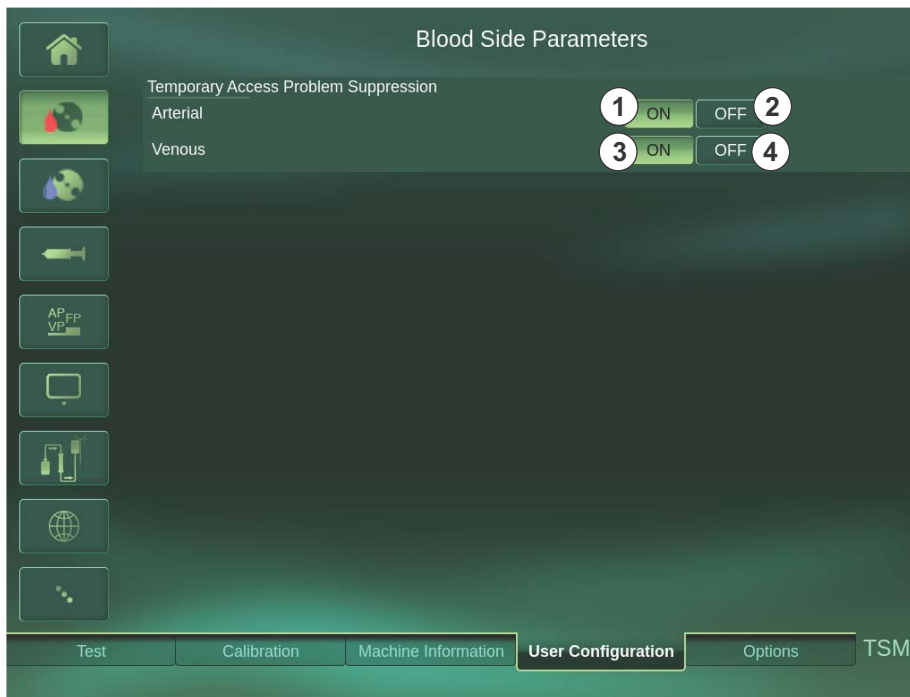 Blood Side Parameters
Temporary Access Problem Suppression
Arterial 1 ON OFF 2
Venous 3 ON OFF 4
AP FP
VP
Test Calibration Machine Information User Configuration Options TSM